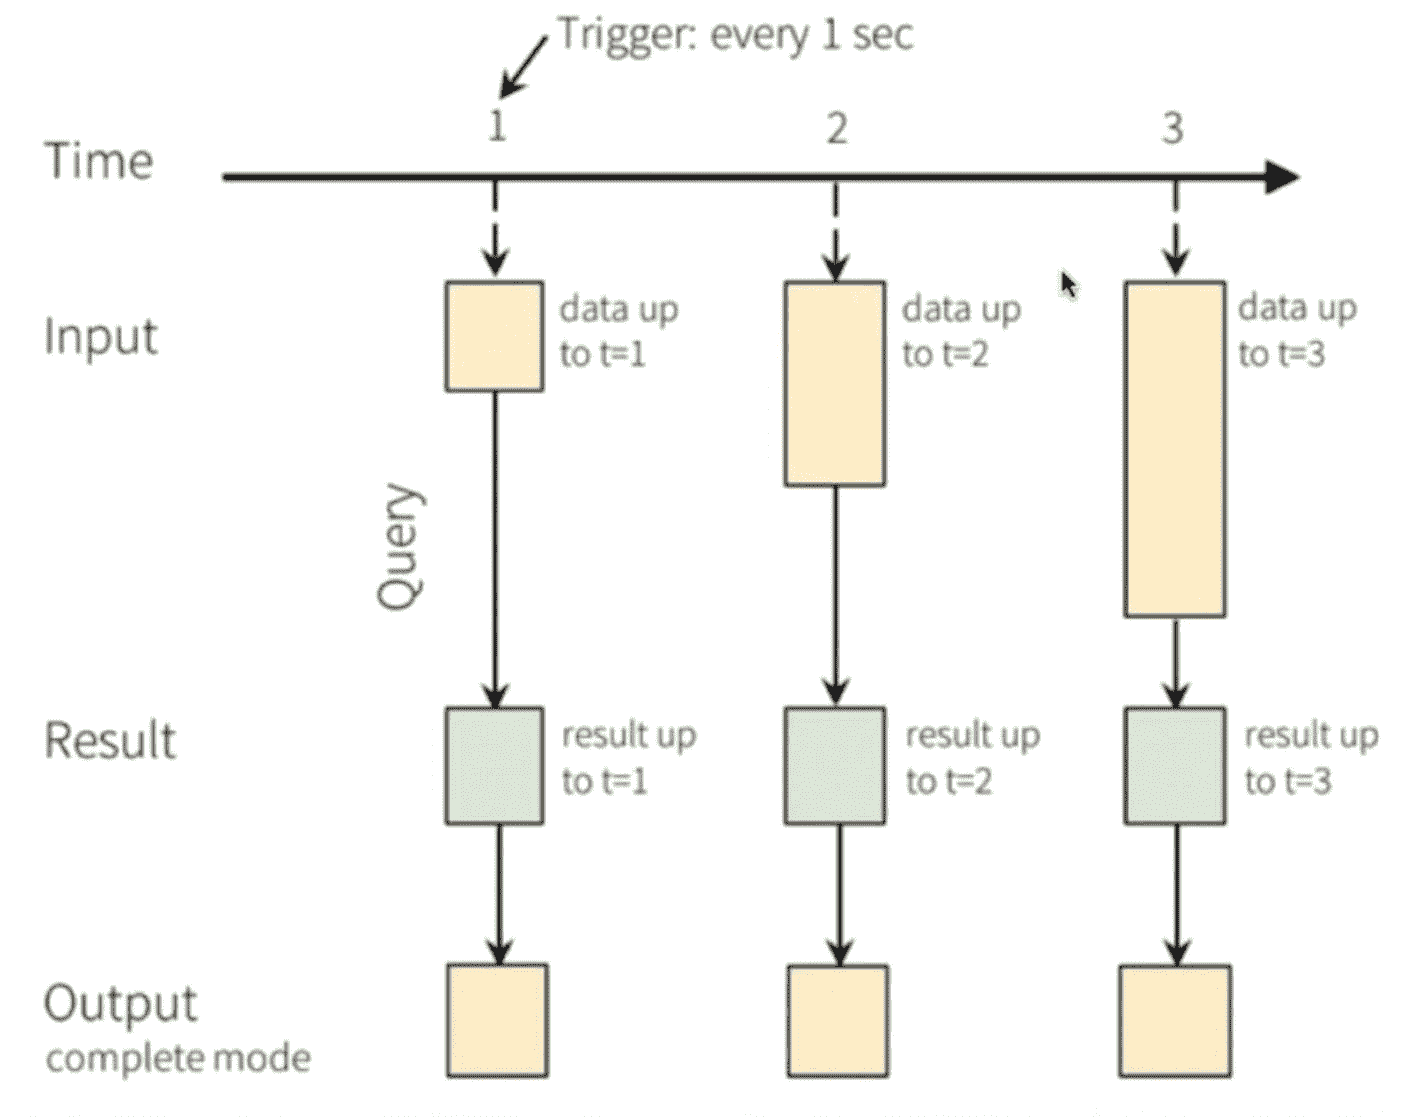 Trigger: every 1 sec
1
2
3
Time
Input
data up
to t=1
data up
to t=2
data up
to t=3
Query
Result
result up
to t=1
result up
to t=2
result up
to t=3
Output
complete mode